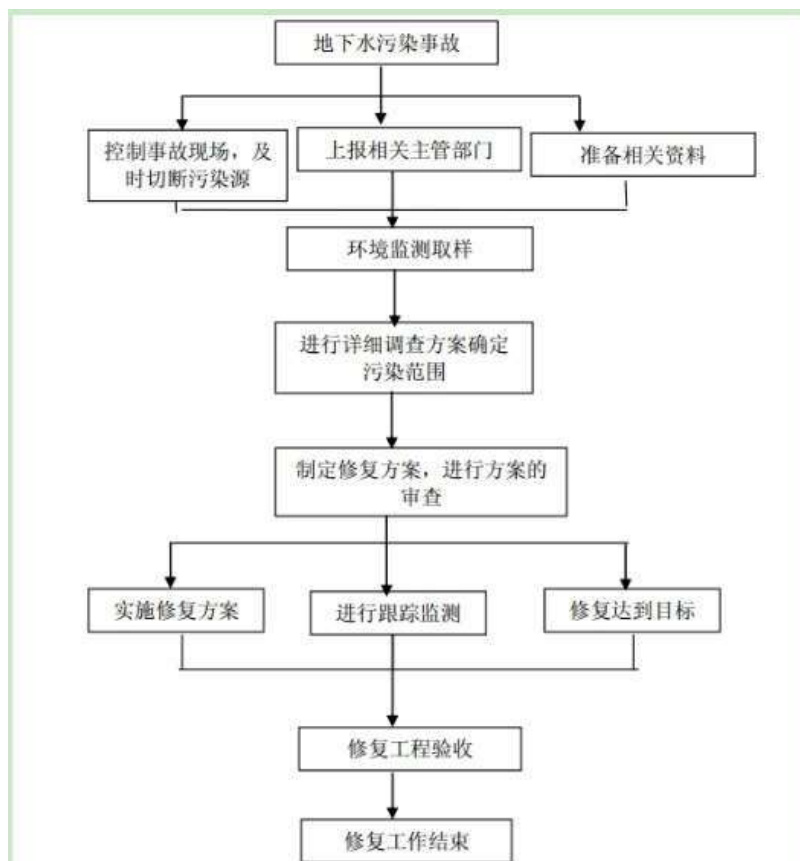 地下水污染事故
控制事故现场，及
时切断污染源
上报相关主管部门
准备相关资料
环境监测取样
进行详细调查方案确定
污染范围
制定修复方案，进行方案的
审查
实施修复方案
进行跟踪监测
修复达到目标
修复工程验收
修复工作结束